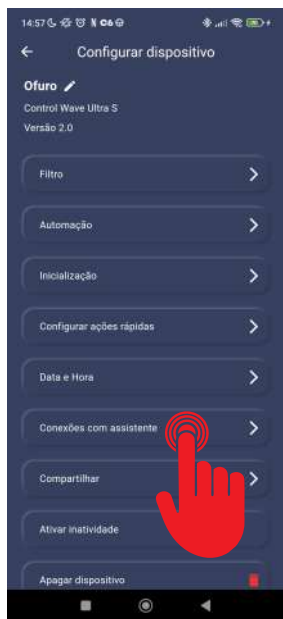 14:57
Configurar dispositivo
Ofuro
Control Wave Ultra S
Versão 2.0
Filtro
Automação
Inicialização
Configurar ações rápidas
Data e Hora
Conexões com assistente
Compartilhar
Ativar inatividade
Apagar dispositivo